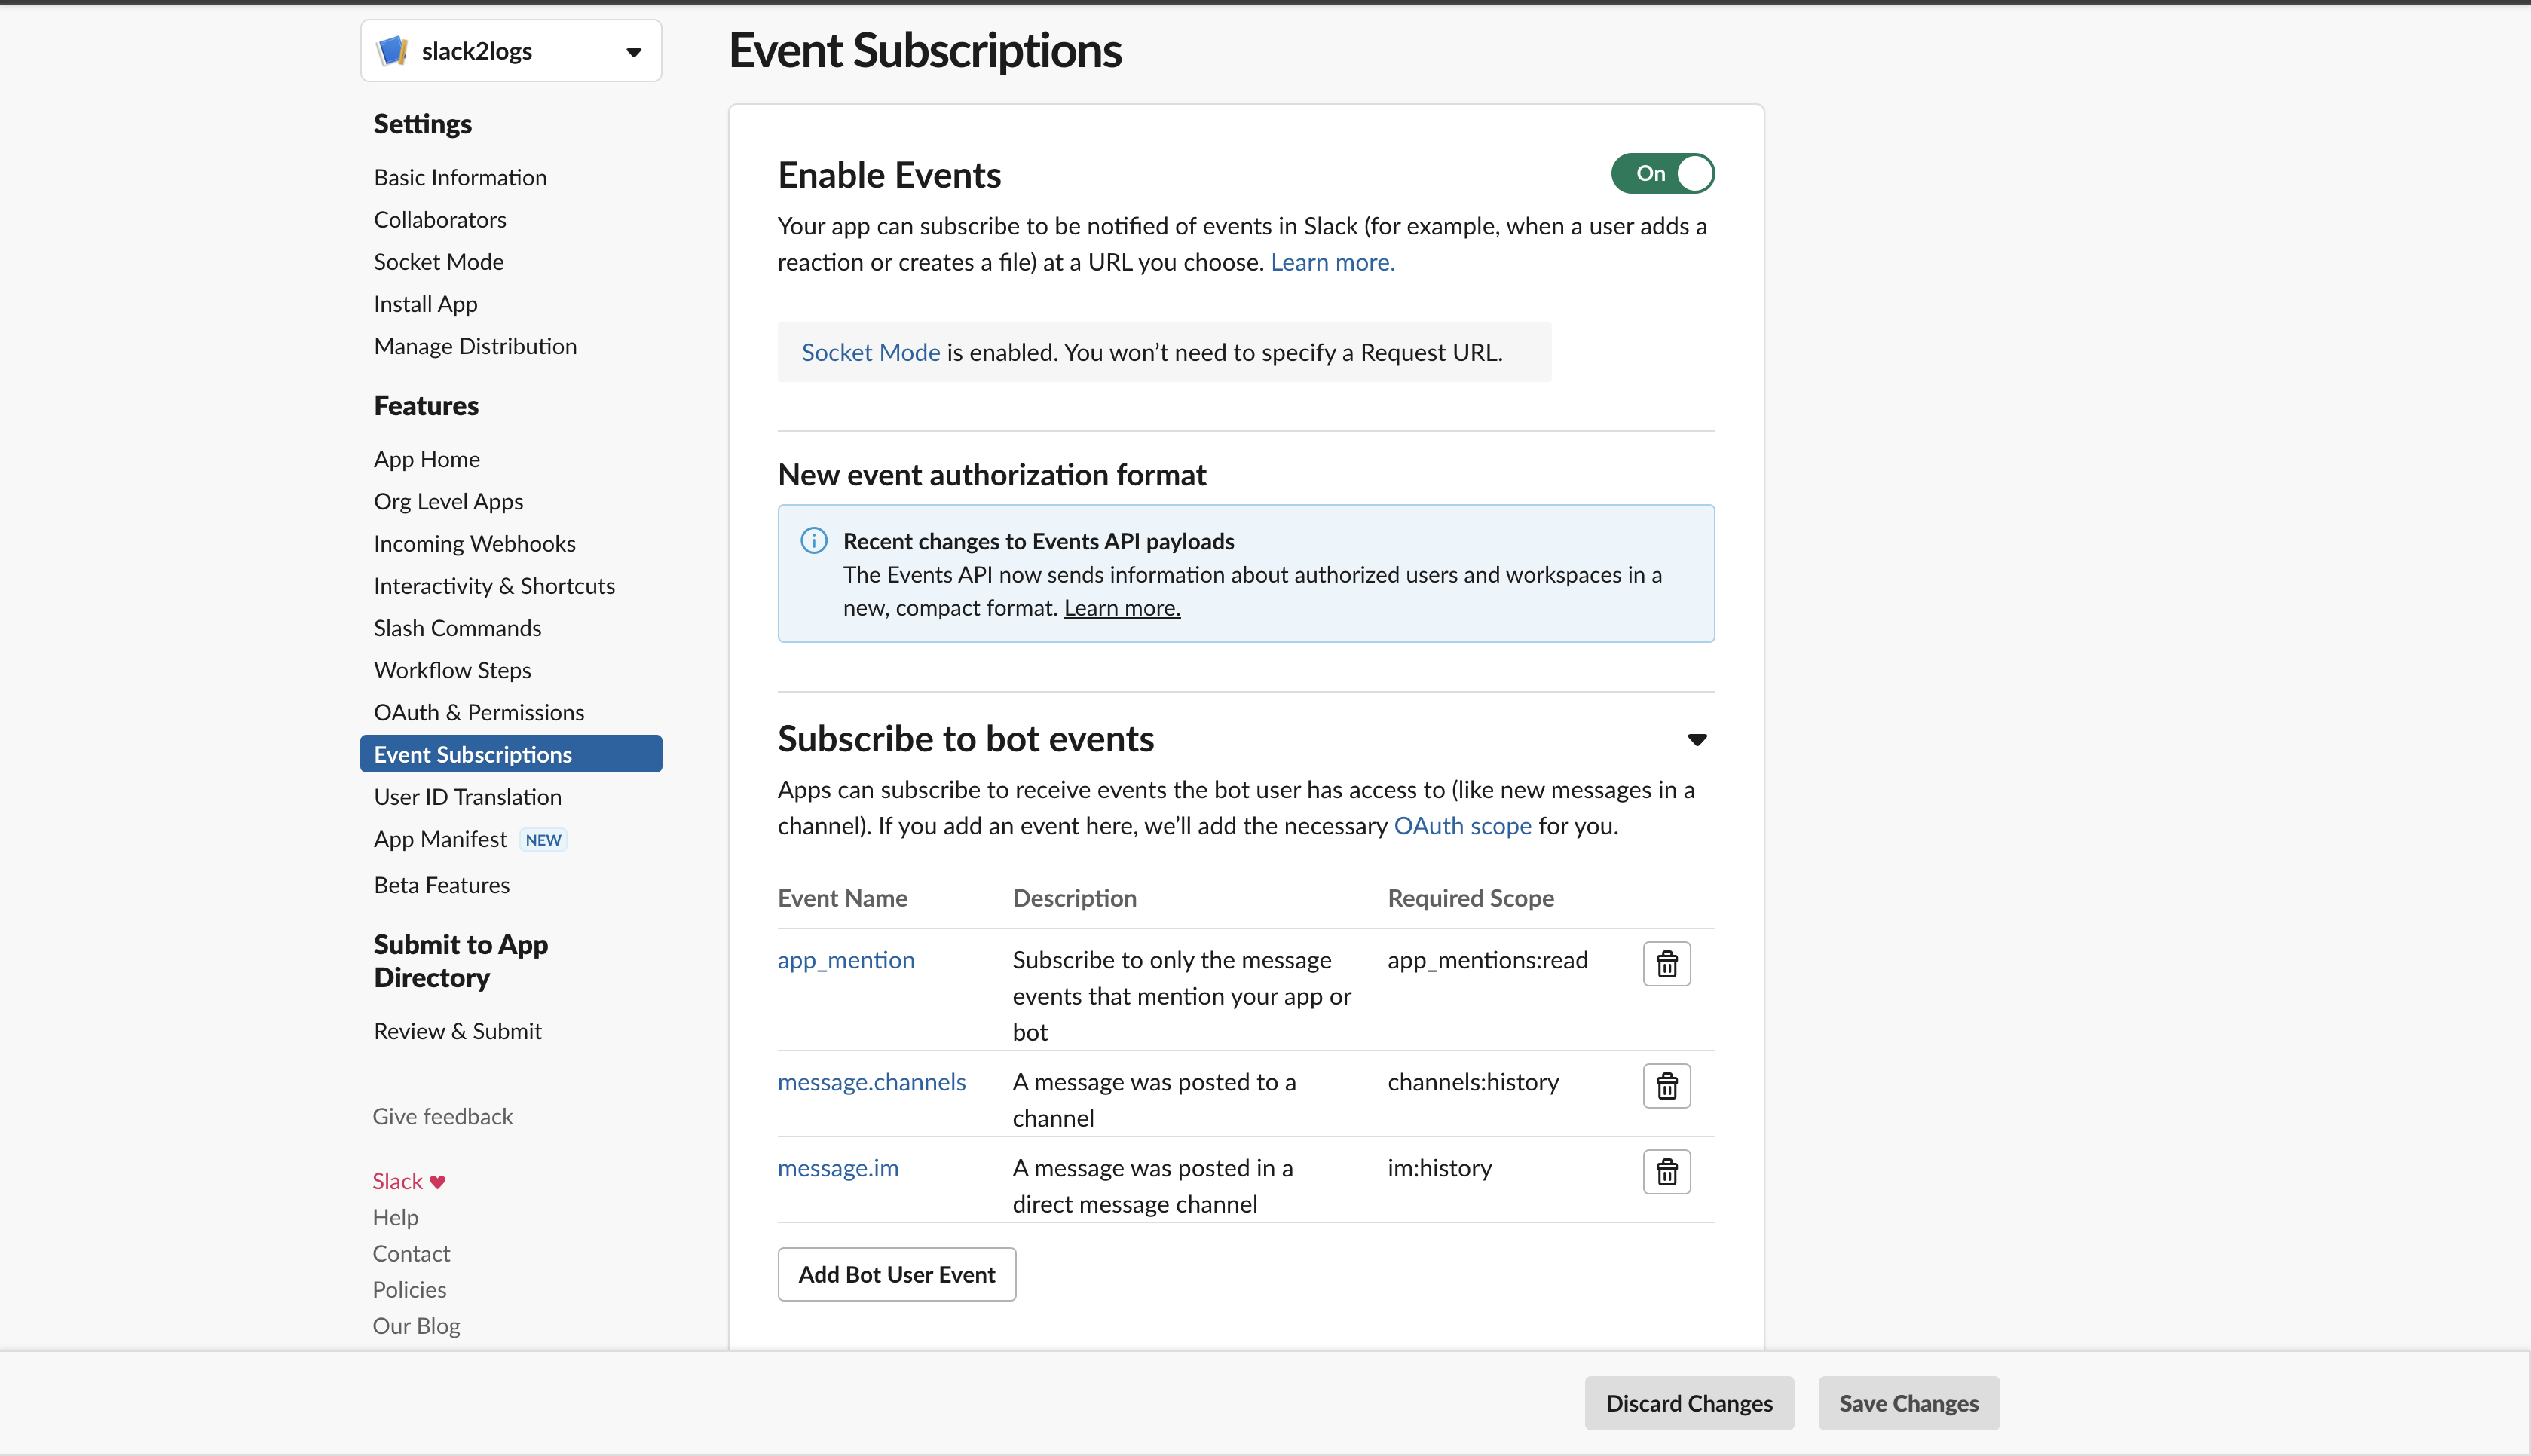 slack2logs
Settings
Basic Information
Collaborators
Socket Mode
Install App
Manage Distribution
Features
App Home
Org Level Apps
Incoming Webhooks
Interactivity & Shortcuts
Slash Commands
Workflow Steps
OAuth & Permissions
Event Subscriptions
User ID Translation
App Manifest NEW
Beta Features
Submit to App
Directory
Review & Submit
Give feedback
Slack ♥
Help
Contact
Policies
Our Blog
Event Subscriptions
Enable Events
On
Your app can subscribe to be notified of events in Slack (for example, when a user adds a
reaction or creates a file) at a URL you choose. Learn more.
Socket Mode is enabled. You won’t need to specify a Request URL.
New event authorization format
Recent changes to Events API payloads
The Events API now sends information about authorized users and workspaces in a
new, compact format. Learn more.
Subscribe to bot events
Apps can subscribe to receive events the bot user has access to (like new messages in a
channel). If you add an event here, we’ll add the necessary OAuth scope for you.
Event Name Description Required Scope
app_mention Subscribe to only the message app_mentions:read
events that mention your app or
bot
message.channels A message was posted to a channels:history
channel
message.im A message was posted in a im:history
direct message channel
Add Bot User Event
Discard Changes Save Changes